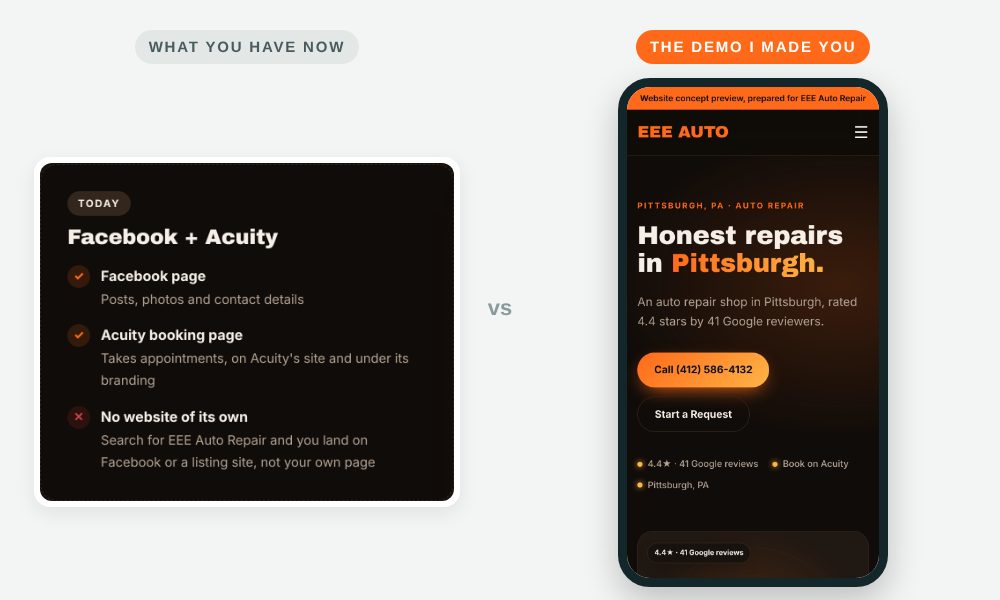 WHAT YOU HAVE NOW
TODAY
Facebook + Acuity
Facebook page
Posts, photos and contact details
Acuity booking page
Takes appointments, on Acuity's site and under its
branding
No website of its own
Search for EEE Auto Repair and you land on
Facebook or a listing site, not your own page
vs
THE DEMO I MADE YOU
Website concept preview, prepared for EEE Auto Repair
EEE AUTO
PITTSBURGH, PA · AUTO REPAIR
Honest repairs
in Pittsburgh.
An auto repair shop in Pittsburgh, rated
4.4 stars by 41 Google reviewers.
Call (412) 586-4132
Start a Request
4.4★ · 41 Google reviews
Book on Acuity
Pittsburgh, PA
4.4★ · 41 Google reviews